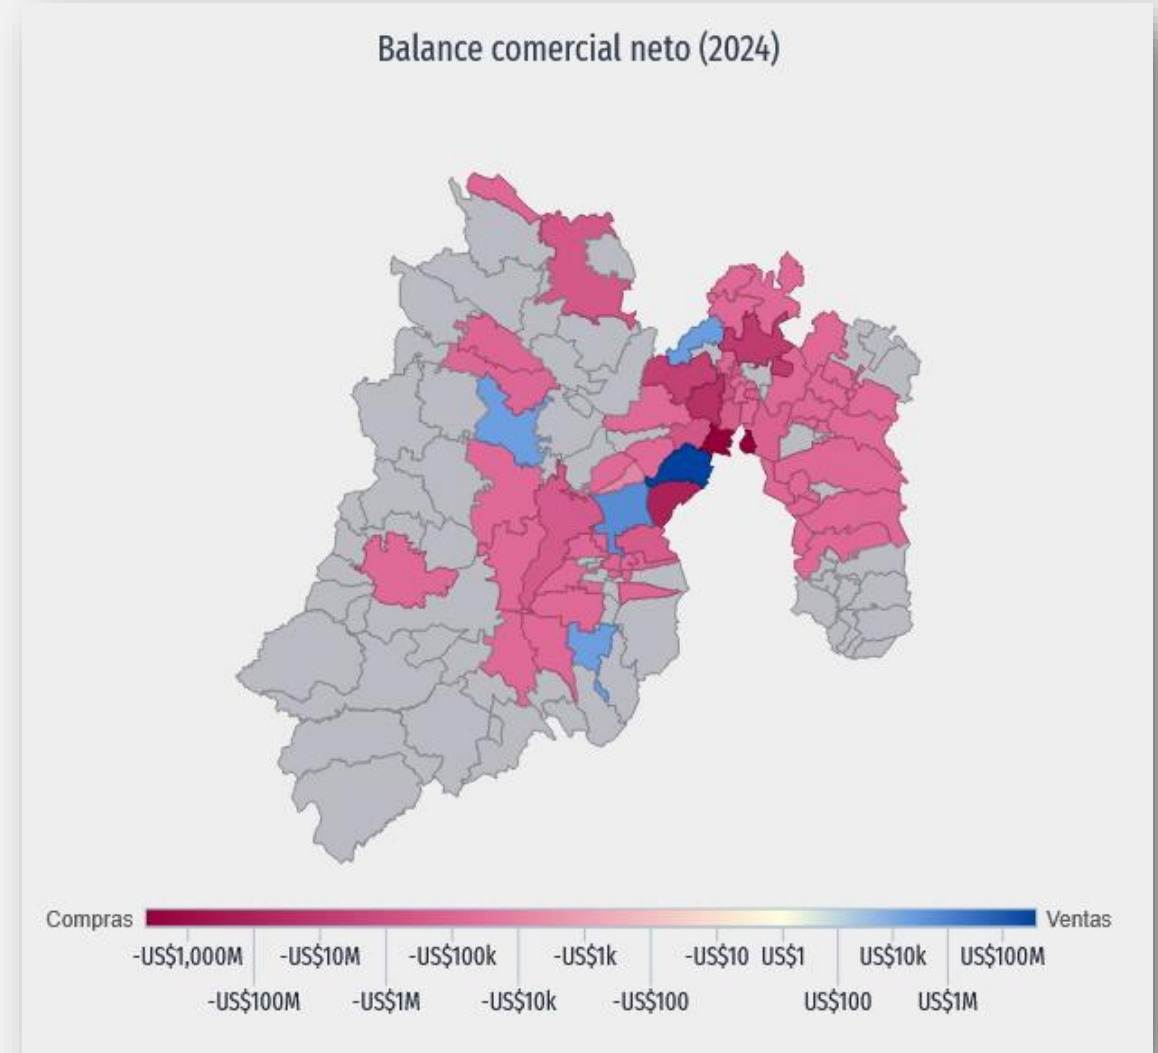 Balance comercial neto (2024)
Compras
Ventas
-US$1,000M -US$10M -US$100k -US$1k -US$10 US$1 US$10k US$100M
-US$100M -US$1M -US$10k -US$100 US$100 US$1M